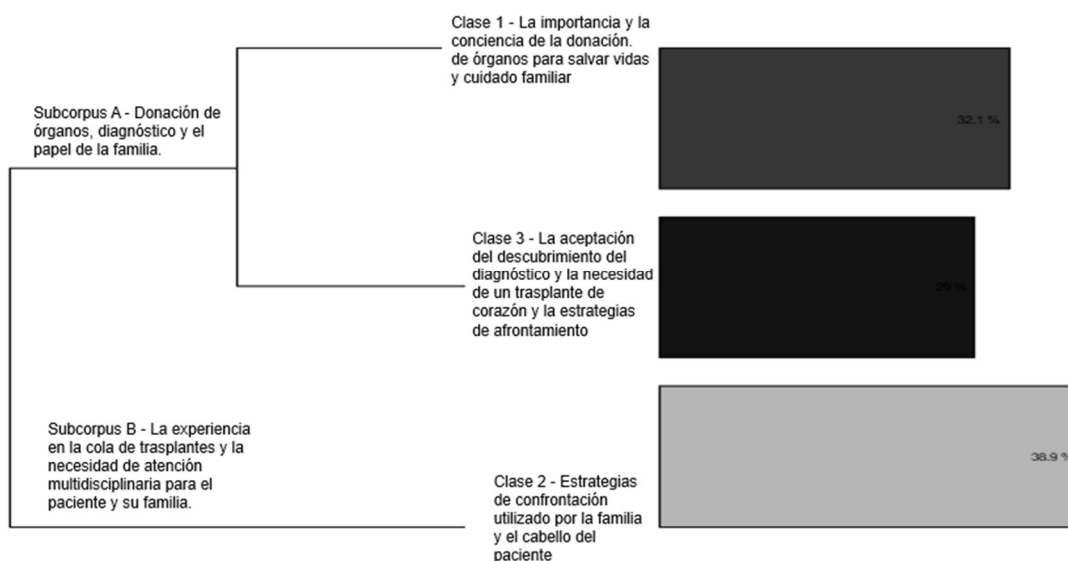 Clase 1 - La importancia y la
conciencia de la donación.
de órganos para salvar vidas
y cuidado familiar
32.1 %
Subcorpus A - Donación de
órganos, diagnóstico y el
papel de la familia.
Clase 3 - La aceptación
del descubrimiento del
diagnóstico y la necesidad
de un trasplante de
corazón y la estrategias
de afrontamiento
29 %
Subcorpus B - La experiencia
en la cola de trasplantes y la
necesidad de atención
multidisciplinaria para el
paciente y su familia.
38.9 %
Clase 2 - Estrategias
de confrontación
utilizado por la familia
y el cabello del
paciente